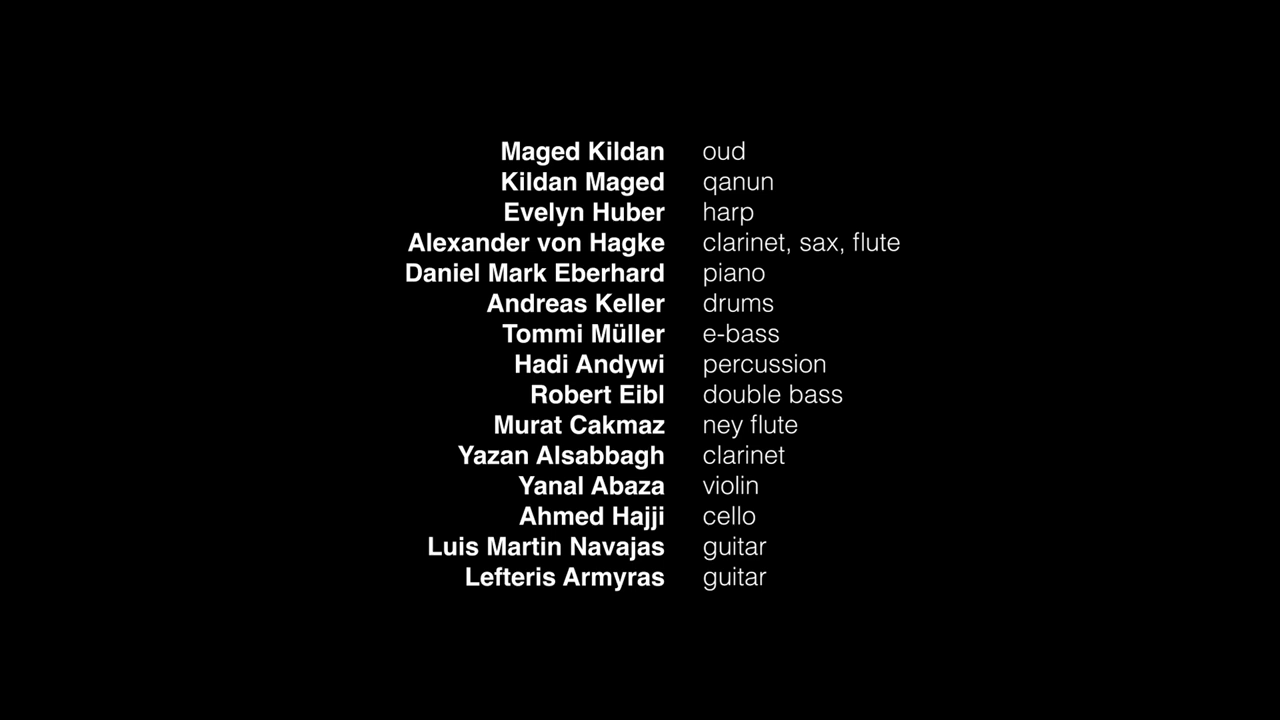 Maged Kildan oud
Kildan Maged qanun
Evelyn Huber harp
Alexander von Hagke clarinet, sax, flute
Daniel Mark Eberhard piano
Andreas Keller drums
Tommi Müller e-bass
Hadi Andywi percussion
Robert Eibl double bass
Murat Cakmaz ney flute
Yazan Alsabbagh clarinet
Yanal Abaza violin
Ahmed Hajji cello
Luis Martin Navajas guitar
Lefteris Armyras guitar